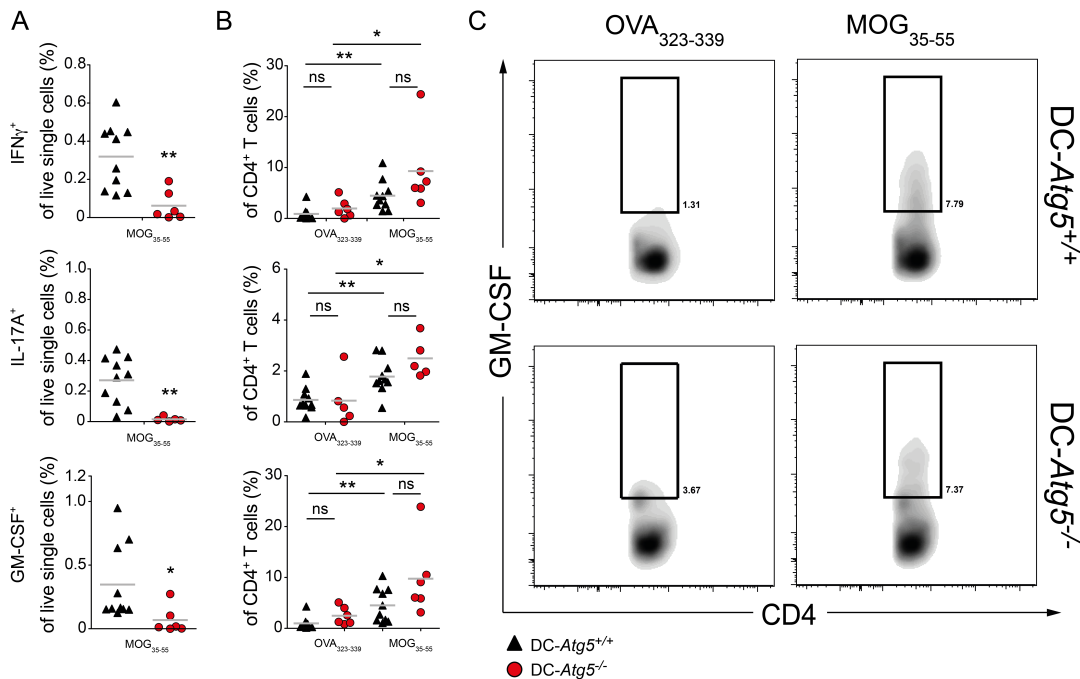 A
IFNγ+
of live single cells (%)
0.8
0.6
0.4
0.2
0
**
MOG35-55
IL-17A+
of live single cells (%)
1.0
0.8
0.6
0.4
0.2
0
**
MOG35-55
GM-CSF+
of live single cells (%)
1.2
1.0
0.5
0
*
MOG35-55
B
of CD4+ T cells (%)
30
20
10
0
*
**
ns
ns
OVA323-339
MOG35-55
of CD4+ T cells (%)
6
4
2
0
*
**
ns
ns
OVA323-339
MOG35-55
of CD4+ T cells (%)
30
20
10
0
*
**
ns
ns
OVA323-339
MOG35-55
C
OVA323-339
MOG35-55
1.31
7.79
DC-Atg5+/+
3.67
7.37
DC-Atg5-/-
GM-CSF
CD4
DC-Atg5+/+
DC-Atg5-/-